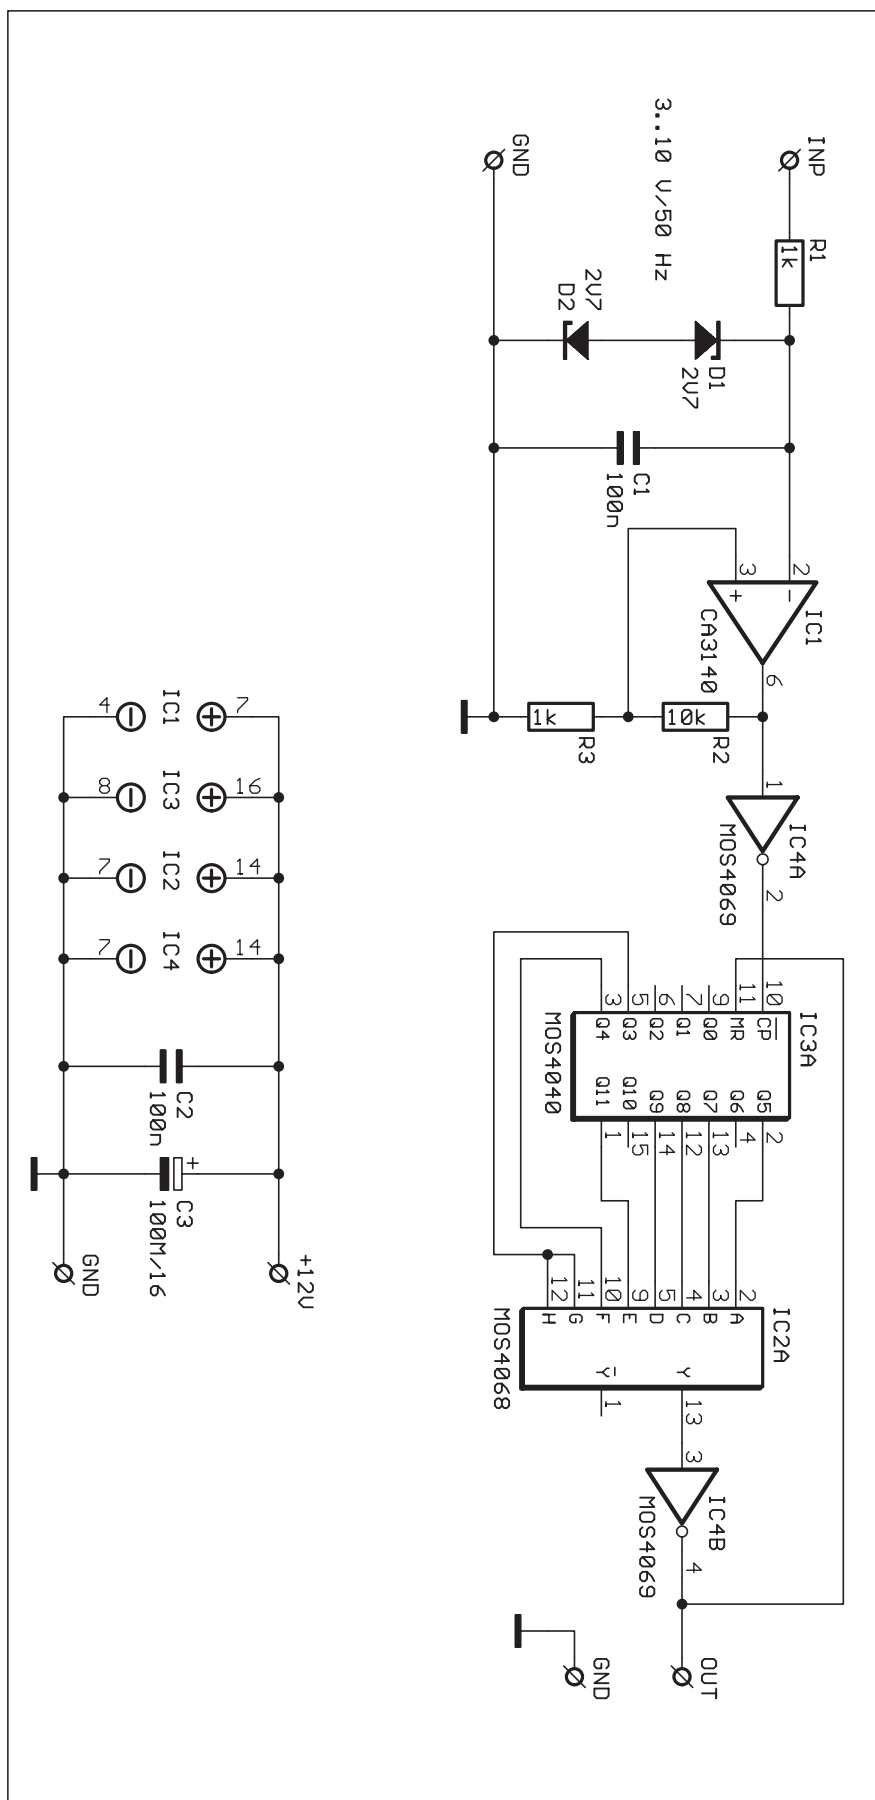 3..10 V/50 Hz
INP
GND
R1
1k
D1
2V7
D2
2V7
C1
100n
2
3
-
+
IC1
CA3140
6
R2
10k
R3
1k
1
IC4A
MOS4069
2
IC3A
MOS4040
10
11
9
7
6
5
3
CP
MR
Q0
Q1
Q2
Q3
Q4
Q5
Q6
Q7
Q8
Q9
Q10
Q11
2
4
13
12
14
15
1
IC2A
MOS4068
2
3
4
5
9
10
11
12
A
B
C
D
E
F
G
H
Y
Y
13
1
3
IC4B
MOS4069
4
OUT
GND
7
IC1
4
16
IC3
8
14
IC2
7
14
IC4
7
C2
100n
+
C3
100M/16
+12V
GND